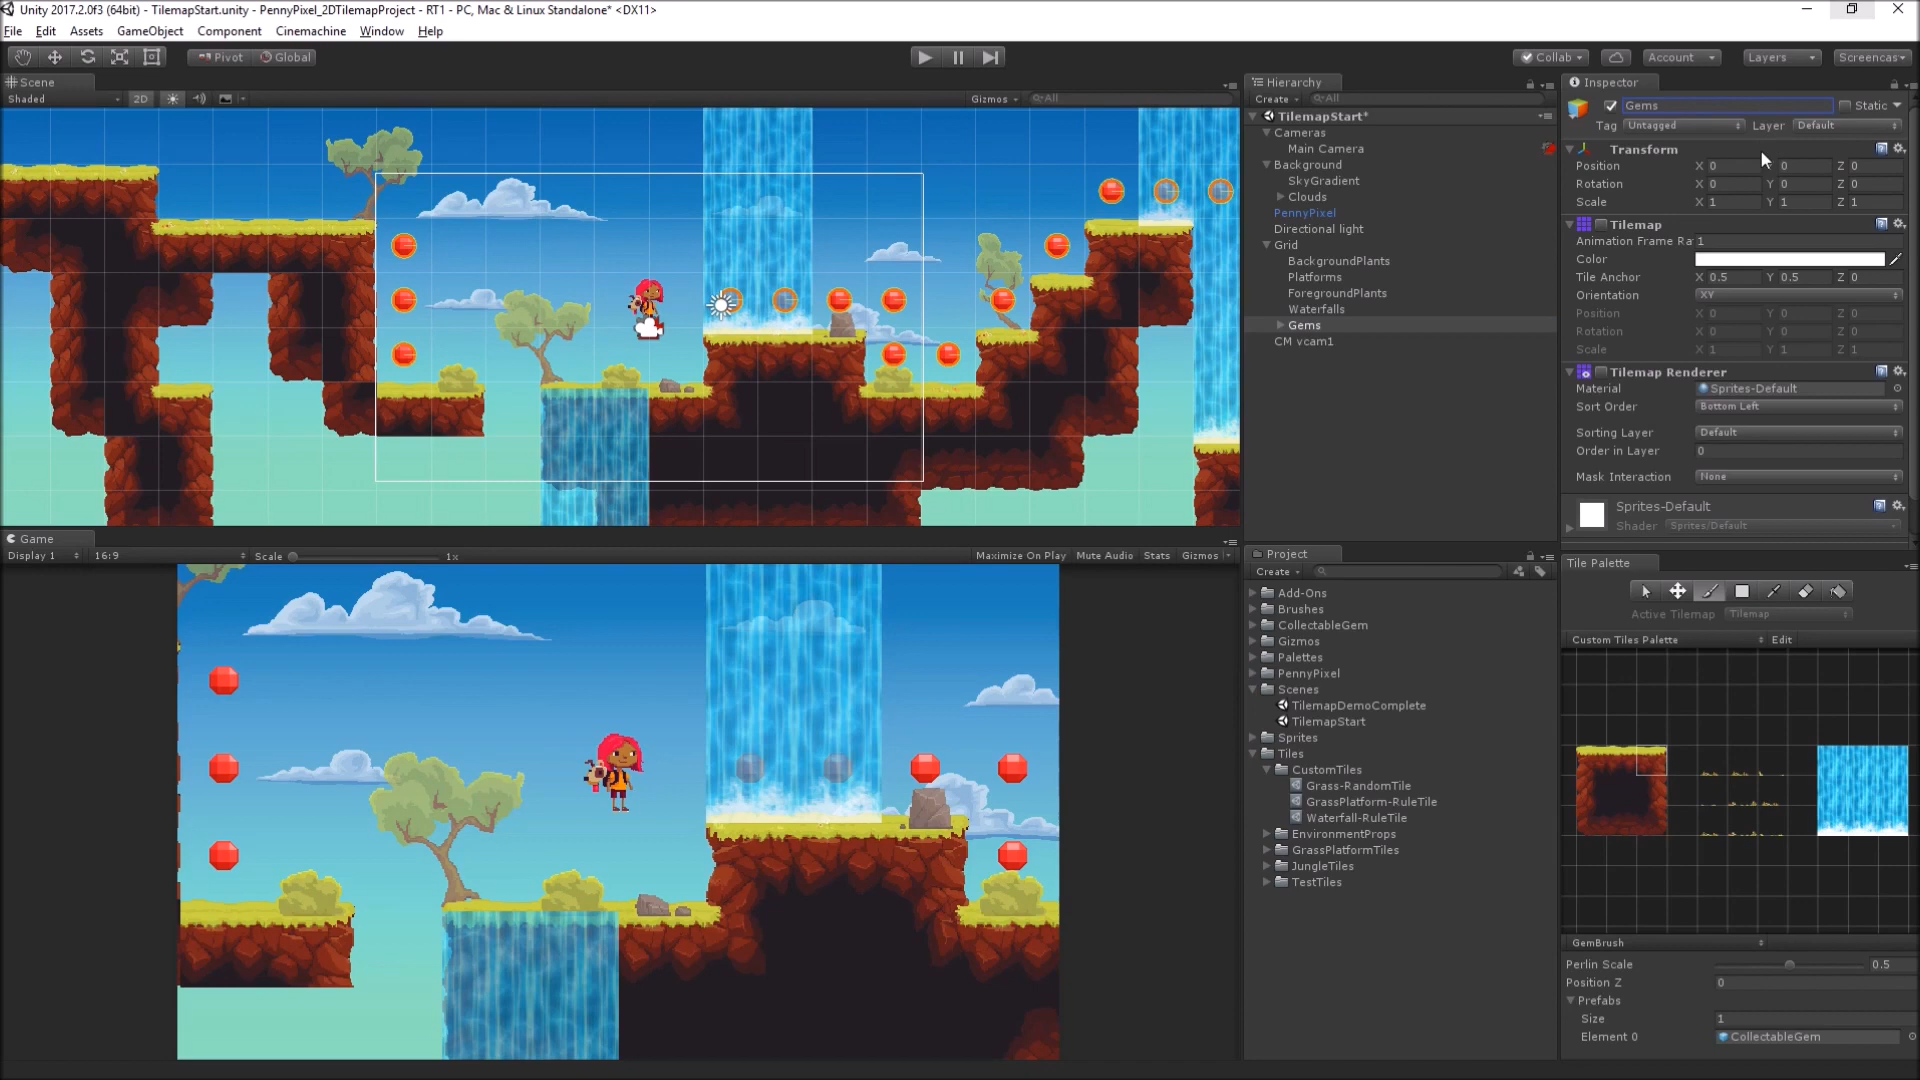 Unity 2017.2.0f3 (64bit) - TilemapStart.unity - PennyPixel_2DTilemapProject - RT1 - PC, Mac & Linux Standalone* <DX11>
File Edit Assets GameObject Component Cinemachine Window Help
Pivot Global Collab Account Layers Screencas
Scene
Shaded 2D Gizmos All
Hierarchy
Create All
TilemapStart*
Cameras
Main Camera
Background
SkyGradient
Clouds
PennyPixel
Directional light
Grid
BackgroundPlants
Platforms
ForegroundPlants
Waterfalls
Gems
CM vcam1
Inspector
Gems Static
Tag Untagged Layer Default
Transform
Position X 0 0 Z 0
Rotation X 0 Y 0 Z 0
Scale X 1 Y 1 Z 1
Tilemap
Animation Frame Ra 1
Color
Tile Anchor X 0.5 Y 0.5 Z 0
Orientation XY
Position X 0 Y 0 Z 0
Rotation X 0 Y 0 Z 0
Scale X 1 Y 1 Z 1
Tilemap Renderer
Material Sprites-Default
Sort Order Bottom Left
Sorting Layer Default
Order in Layer 0
Mask Interaction None
Sprites-Default
Shader Sprites/Default
Game
Display 1 16:9 Scale 1x Maximize On Play Mute Audio Stats Gizmos
Project
Create
Add-Ons
Brushes
CollectableGem
Gizmos
Palettes
PennyPixel
Scenes
TilemapDemoComplete
TilemapStart
Sprites
Tiles
CustomTiles
Grass-RandomTile
GrassPlatform-RuleTile
Waterfall-RuleTile
EnvironmentProps
GrassPlatformTiles
JungleTiles
TestTiles
Tile Palette
Active Tilemap Tilemap
Custom Tiles Palette Edit
GemBrush
Perlin Scale 0.5
Position Z 0
Prefabs
Size 1
Element 0 CollectableGem